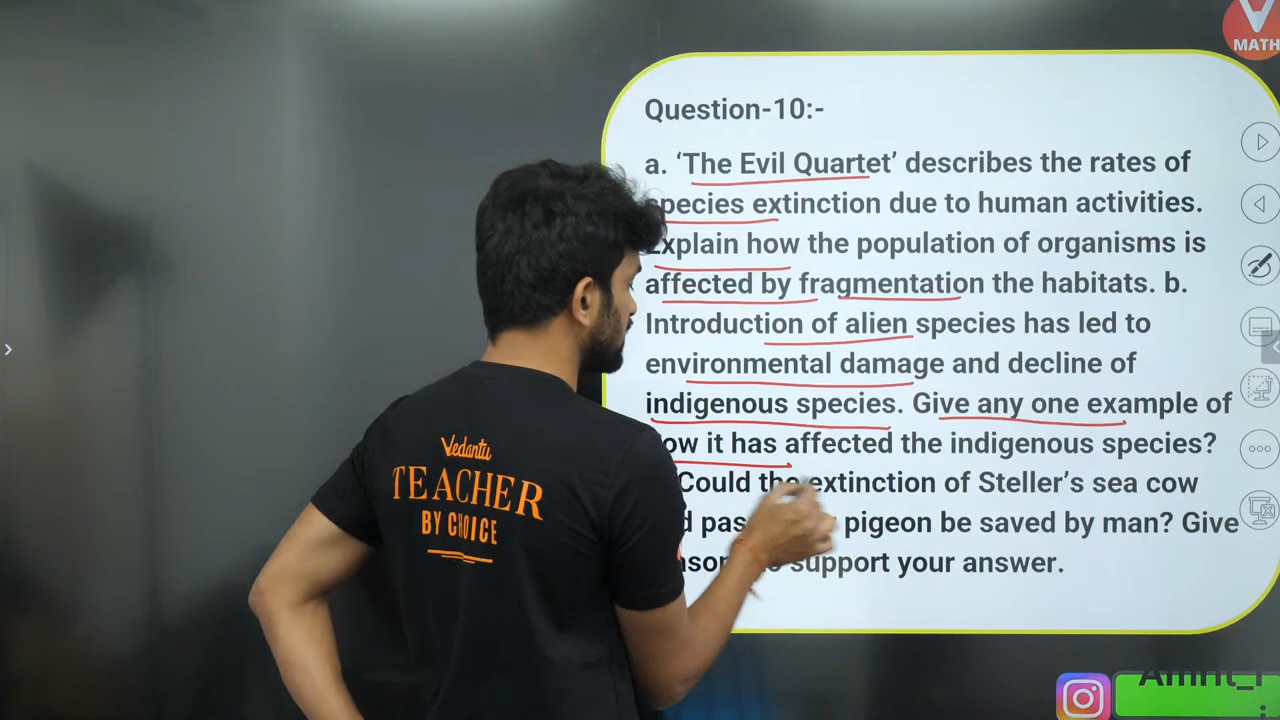 MATH
Question-10:-
a. ‘The Evil Quartet’ describes the rates of
species extinction due to human activities.
Explain how the population of organisms is
affected by fragmentation the habitats. b.
Introduction of alien species has led to
environmental damage and decline of
indigenous species. Give any one example of
how it has affected the indigenous species?
Could the extinction of Steller’s sea cow
pigeon be saved by man? Give
support your answer.
Vedantu
TEACHER
BY CHOICE